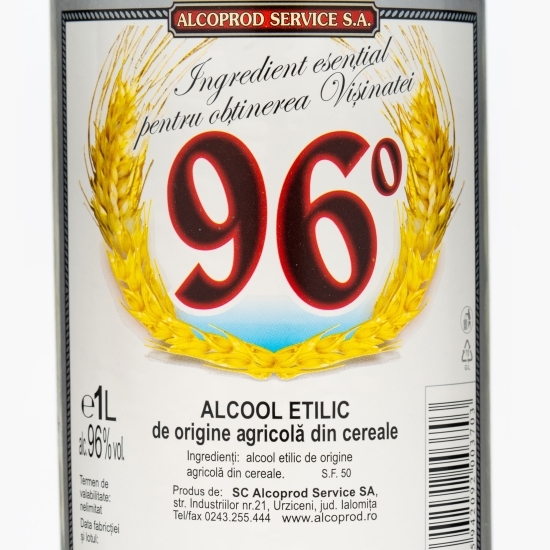 ALCOPROD SERVICE S.A.
Ingredient esențial
pentru obținerea Vișinatei
96º
e1L
alc.96% vol.
ALCOOL ETILIC
de origine agricolă din cereale
Ingredienți: alcool etilic de origine
agricolă din cereale. S.F. 50
Termen de
valabilitate:
nelimitat
Data fabricției
și lotul:
Produs de: SC Alcoprod Service SA,
str. Industriilor nr.21, Urziceni, jud. Ialomița
Tel/fax 0243.255.444 www.alcoprod.ro